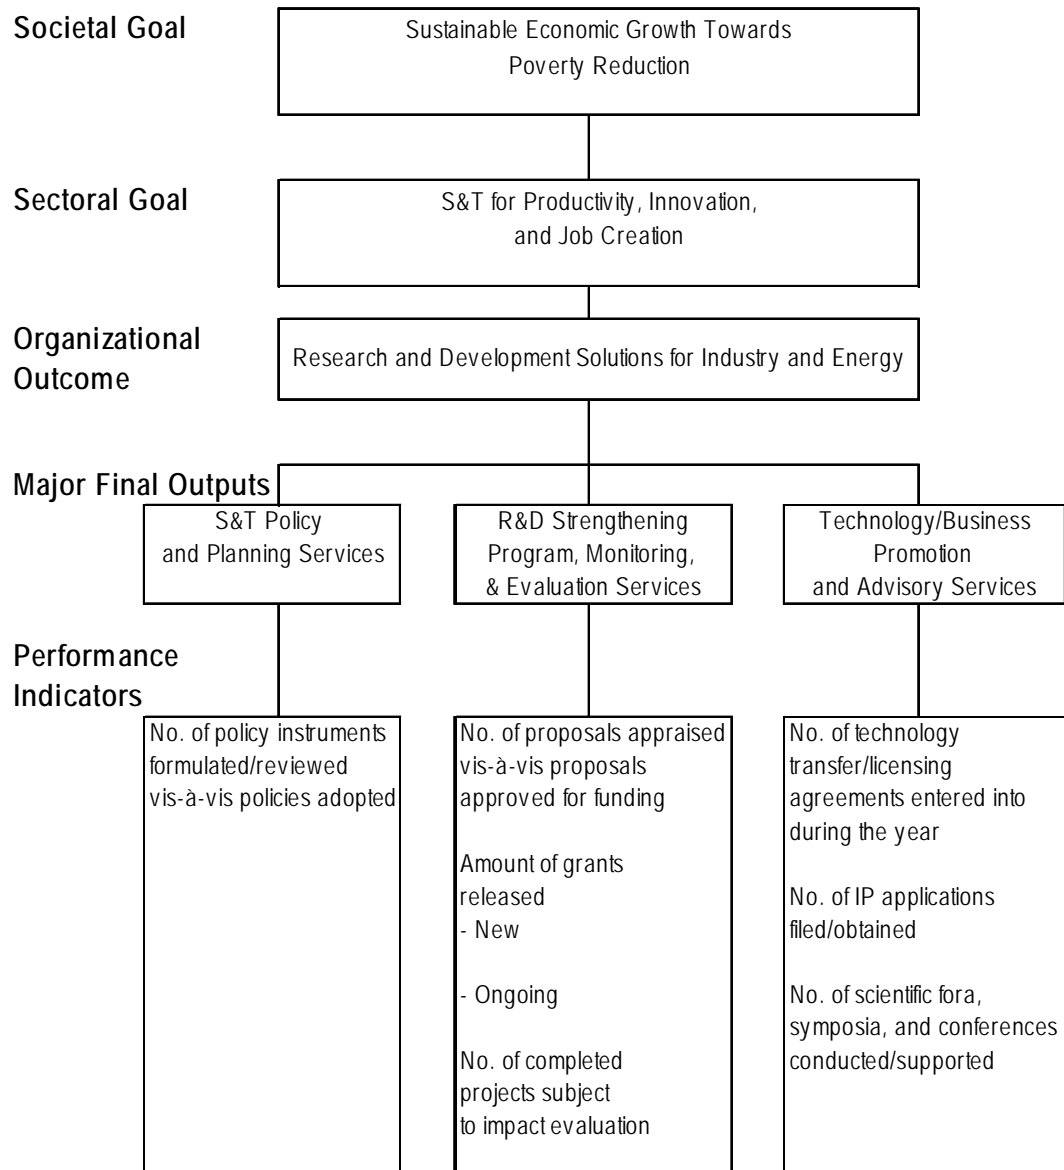 Societal Goal
Sustainable Economic Growth Towards
Poverty Reduction
Sectoral Goal
S&T for Productivity, Innovation,
and Job Creation
Organizational
Outcome
Research and Development Solutions for Industry and Energy
Major Final Outputs
S&T Policy
and Planning Services
R&D Strengthening
Program, Monitoring,
& Evaluation Services
Technology/Business
Promotion
and Advisory Services
Performance
Indicators
No. of policy instruments
formulated/reviewed
vis-à-vis policies adopted
No. of proposals appraised
vis-à-vis proposals
approved for funding
Amount of grants
released
- New
- Ongoing
No. of completed
projects subject
to impact evaluation
No. of technology
transfer/licensing
agreements entered into
during the year
No. of IP applications
filed/obtained
No. of scientific fora,
symposia, and conferences
conducted/supported